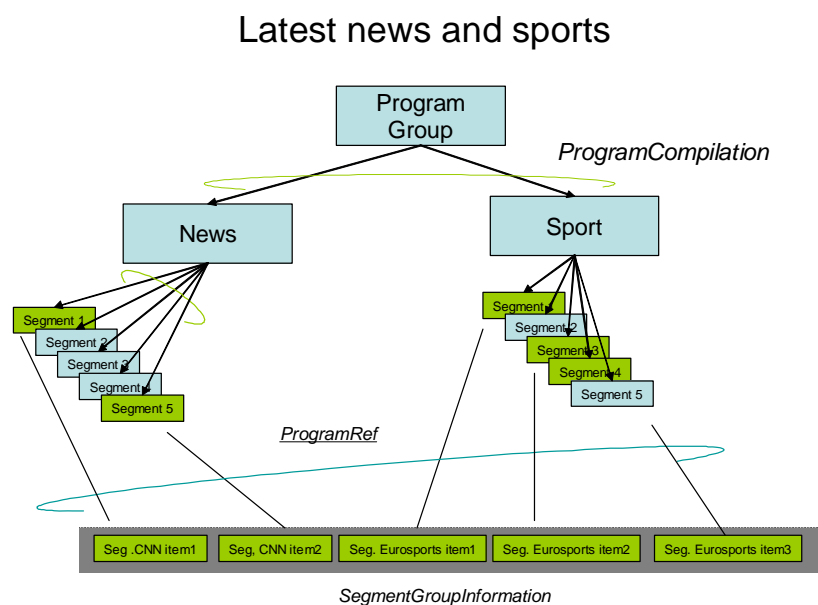 Latest news and sports
Program
Group
ProgramCompilation
News
Sport
Segment 1
Segment 2
Segment 3
Segment 4
Segment 5
Segment
Segment 2
Segment 3
Segment 4
Segment 5
ProgramRef
Seg .CNN item1
Seg, CNN item2
Seg. Eurosports item1
Seg. Eurosports item2
Seg. Eurosports item3
SegmentGroupInformation